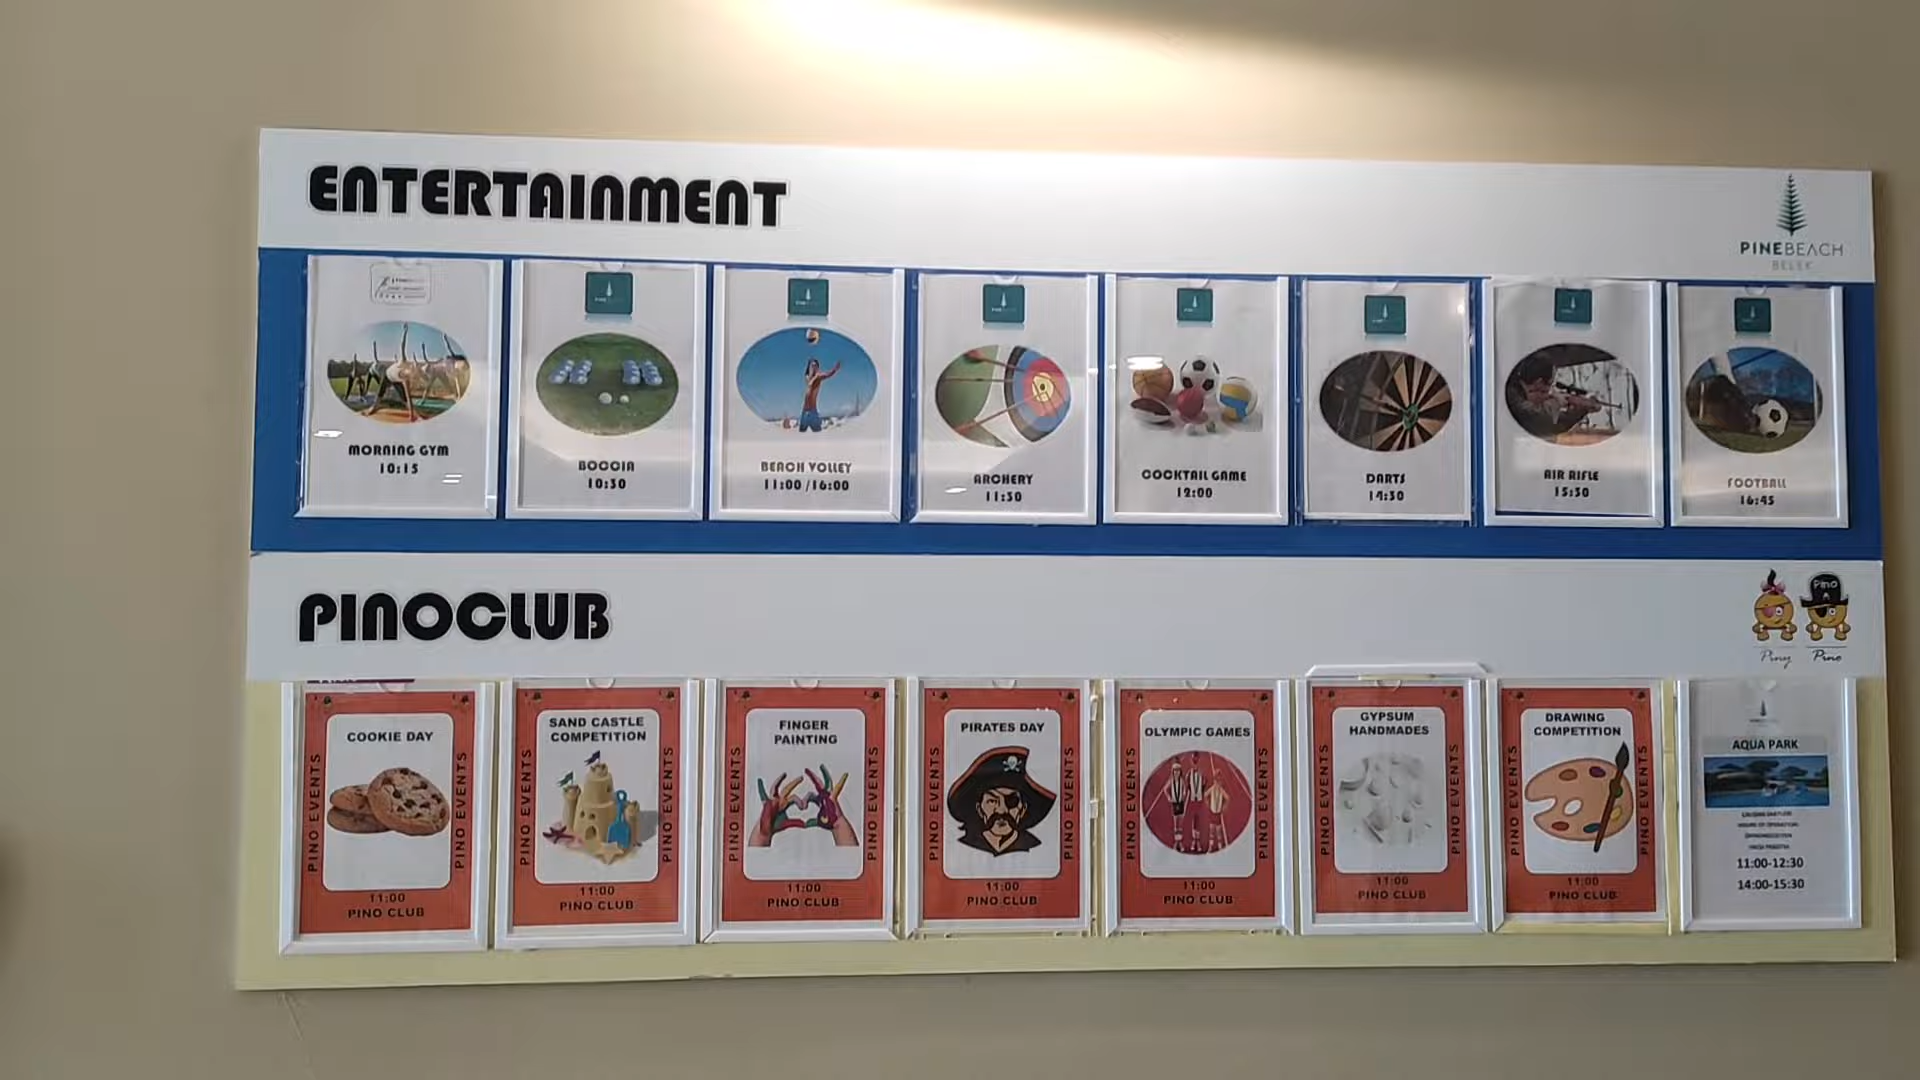 ENTERTAINMENT
PINEBEACH
BELEK
MORNING GYM
10:15
BOCCIA
10:30
BEACH VOLLEY
11:00 /16:00
ARCHERY
11:30
COCKTAIL GAME
12:00
DARTS
14:30
AIR RIFLE
15:30
FOOTBALL
16:45
PINOCLUB
Pino
Piny
Pino
PINO EVENTS
COOKIE DAY
PINO EVENTS
11:00
PINO CLUB
PINO EVENTS
SAND CASTLE
COMPETITION
PINO EVENTS
11:00
PINO CLUB
PINO EVENTS
FINGER
PAINTING
PINO EVENTS
11:00
PINO CLUB
PINO EVENTS
PIRATES DAY
PINO EVENTS
11:00
PINO CLUB
PINO EVENTS
OLYMPIC GAMES
PINO EVENTS
11:00
PINO CLUB
PINO EVENTS
GYPSUM
HANDMADES
PINO EVENTS
11:00
PINO CLUB
PINO EVENTS
DRAWING
COMPETITION
PINO EVENTS
11:00
PINO CLUB
AQUA PARK
11:00-12:30
14:00-15:30